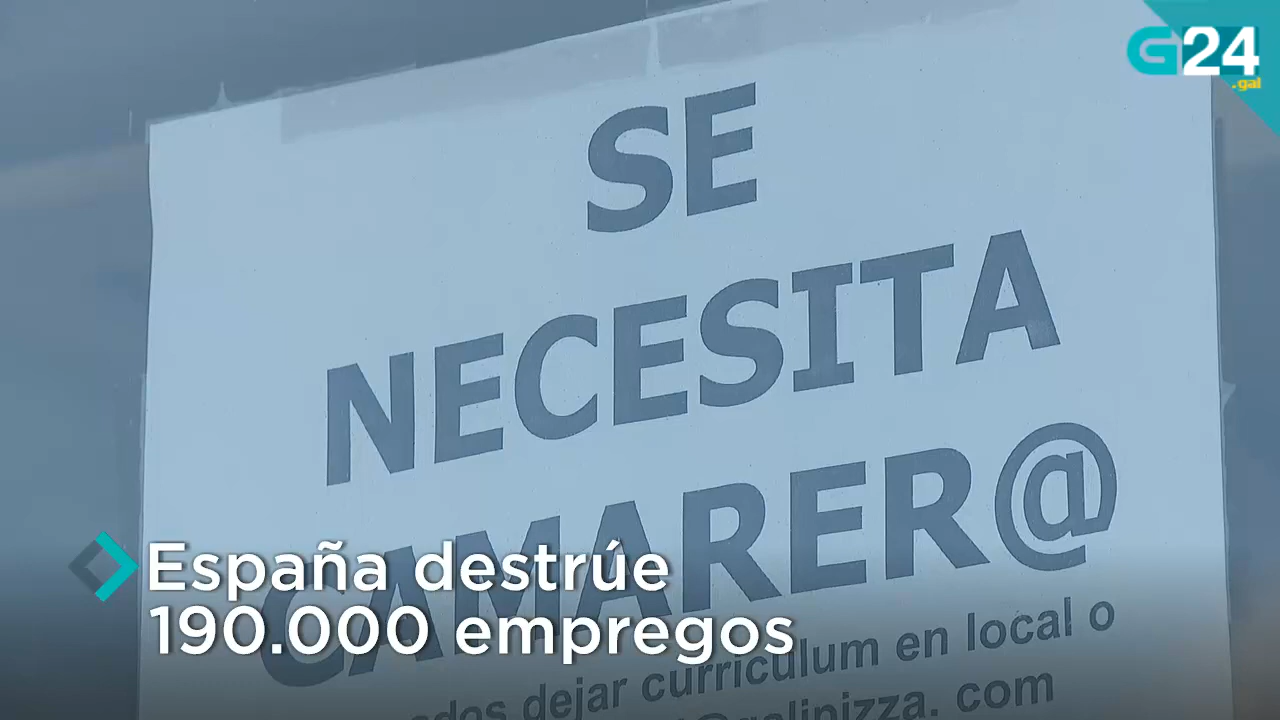 G24
.gal
SE
NECESITA
CAMARER@
España destrúe
190.000 empregos
dejar curriculum en local o
. com